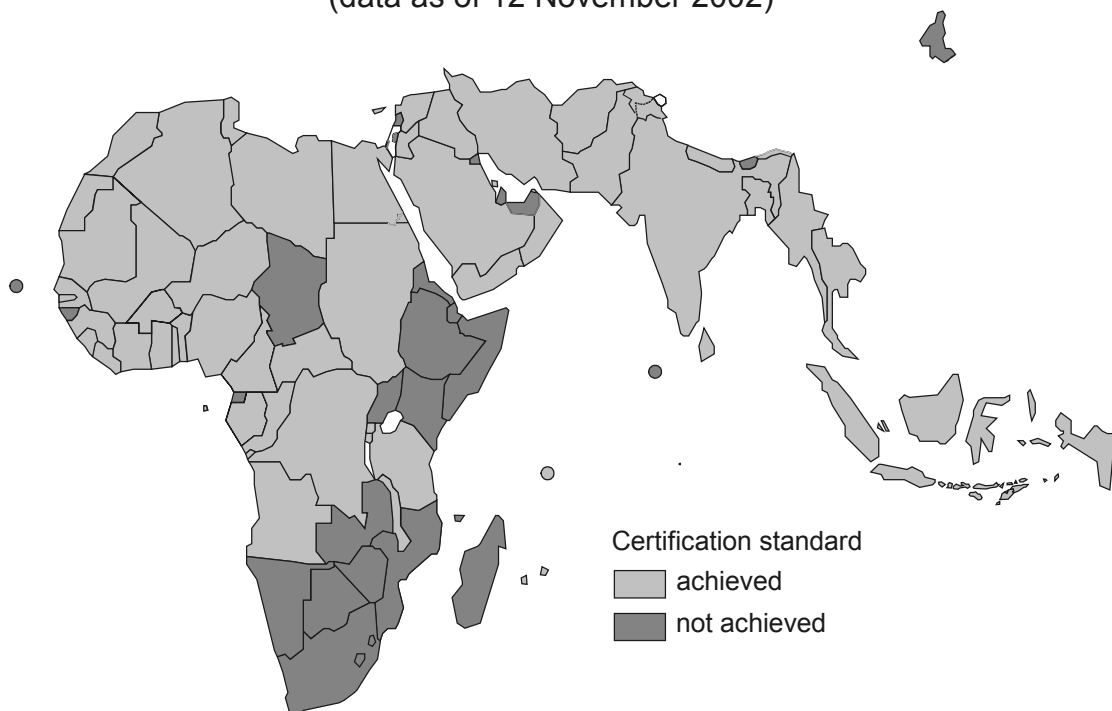 (data as of 12 November 2002)
Certification standard
achieved
not achieved